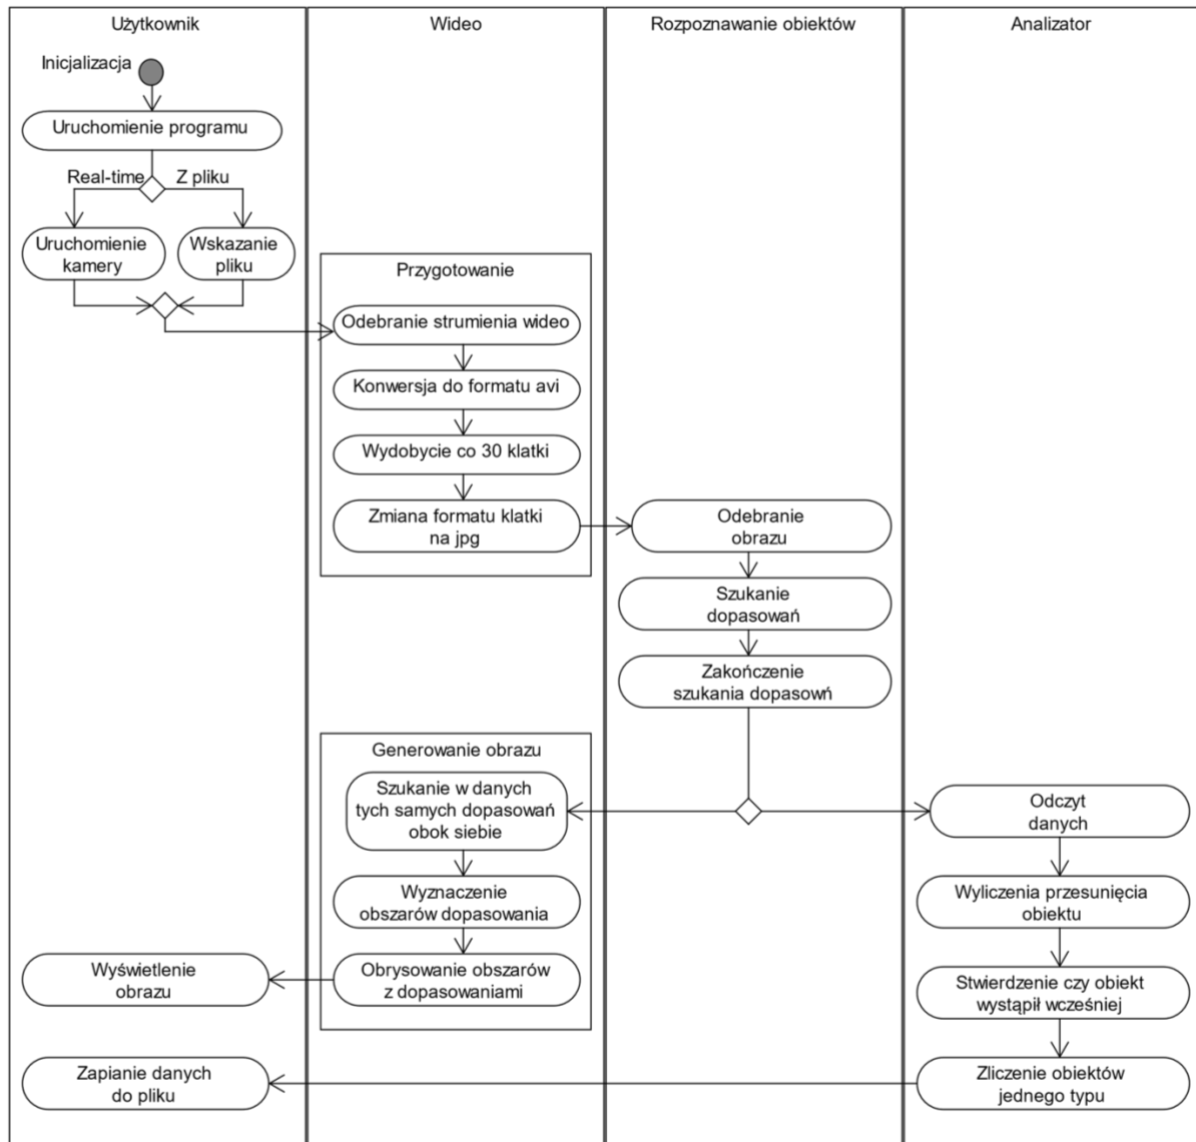 Użytkownik
Wideo
Rozpoznawanie obiektów
Analizator
Inicjalizacja
Uruchomienie programu
Real-time
Z pliku
Uruchomienie
kamery
Wskazanie
pliku
Przygotowanie
Odebranie strumienia wideo
Konwersja do formatu avi
Wydobycie co 30 klatki
Zmiana formatu klatki
na jpg
Odebranie
obrazu
Szukanie
dopasowań
Zakończenie
szukania dopasowń
Generowanie obrazu
Szukanie w danych
tych samych dopasowań
obok siebie
Wyznaczenie
obszarów dopasowania
Obrysowanie obszarów
z dopasowaniami
Odczyt
danych
Wyliczenia przesunięcia
obiektu
Stwierdzenie czy obiekt
wystąpił wcześniej
Zliczenie obiektów
jednego typu
Wyświetlenie
obrazu
Zapianie danych
do pliku